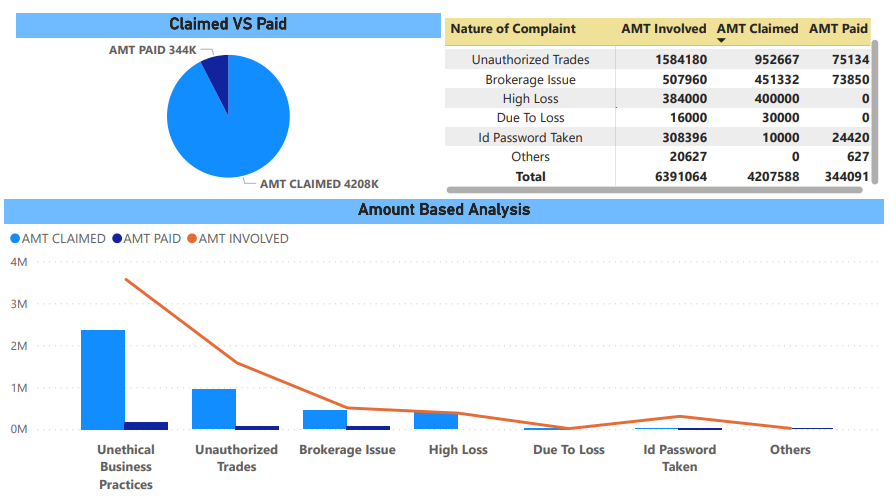 Claimed VS Paid
AMT PAID 344K
AMT CLAIMED 4208K
Nature of Complaint AMT Involved AMT Claimed AMT Paid
Unauthorized Trades 1584180 952667 75134
Brokerage Issue 507960 451332 73850
High Loss 384000 400000 0
Due To Loss 16000 30000 0
Id Password Taken 308396 10000 24420
Others 20627 0 627
Total 6391064 4207588 344091
Amount Based Analysis
AMT CLAIMED AMT PAID AMT INVOLVED
4M
3M
2M
1M
0M
Unethical Business Practices
Unauthorized Trades
Brokerage Issue
High Loss
Due To Loss
Id Password Taken
Others